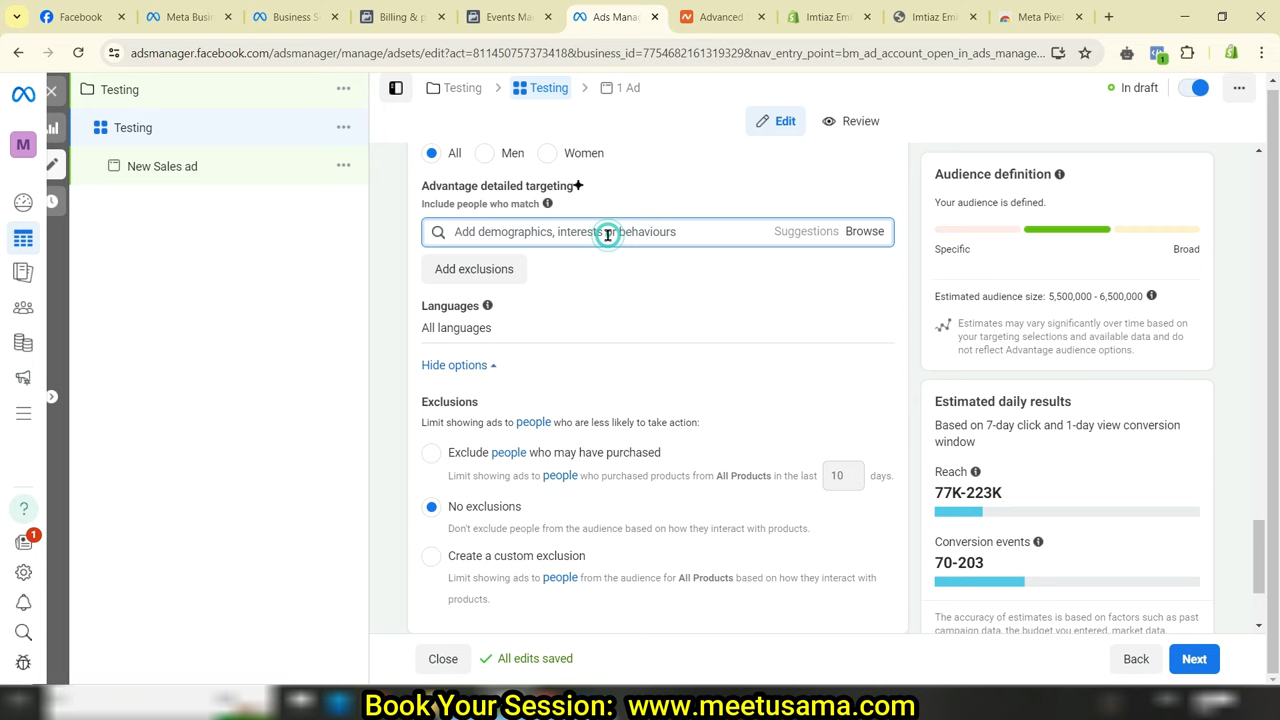 Facebook
Meta Busi
Business S
Billing & p
Events Ma
Ads Mana
Advanced
Imtiaz Em
Imtiaz Em
Meta Pixel
adsmanager.facebook.com/adsmanager/manage/adsets/edit?act=811450757373418&business_id=7754682161319329&nav_entry_point=bm_ad_account_open_in_ads_manage...
1
Testing
Testing
New Sales ad
M
1
Testing
Testing
1 Ad
In draft
Edit
Review
All
Men
Women
Advantage detailed targeting
Include people who match
Add demographics, interests or behaviours
Suggestions
Browse
Add exclusions
Languages
All languages
Hide options
Exclusions
Limit showing ads to people who are less likely to take action:
Exclude people who may have purchased
Limit showing ads to people who purchased products from All Products in the last 10 days.
No exclusions
Don't exclude people from the audience based on how they interact with products.
Create a custom exclusion
Limit showing ads to people from the audience for All Products based on how they interact with
products.
Audience definition
Your audience is defined.
Specific
Broad
Estimated audience size: 5,500,000 - 6,500,000
Estimates may vary significantly over time based on
your targeting selections and available data and do
not reflect Advantage audience options.
Estimated daily results
Based on 7-day click and 1-day view conversion
window
Reach
77K-223K
Conversion events
70-203
The accuracy of estimates is based on factors such as past
campaign data, the budget you entered, market data,
Close
All edits saved
Back
Next
Book Your Session: www.meetusama.com